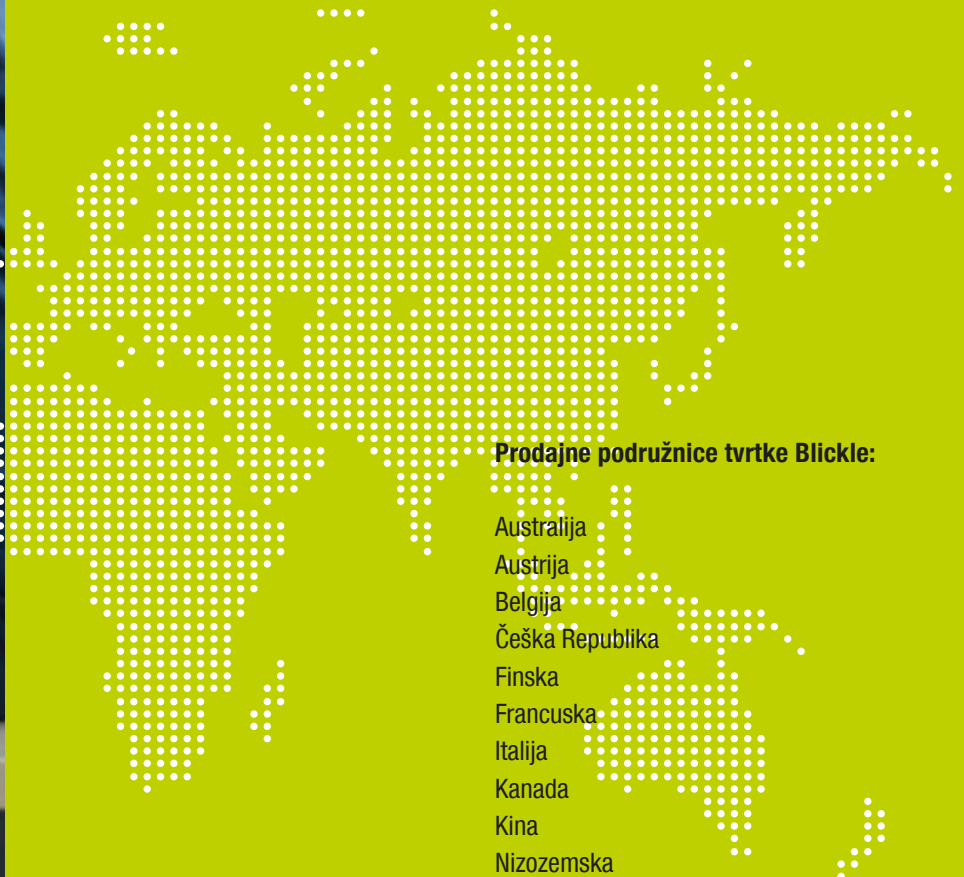 Prodajne podružnice tvrtke Blickle:
Australija
Austrija
Belgija
Češka Republika
Finska
Francuska
Italija
Kanada
Kina
Nizozemska